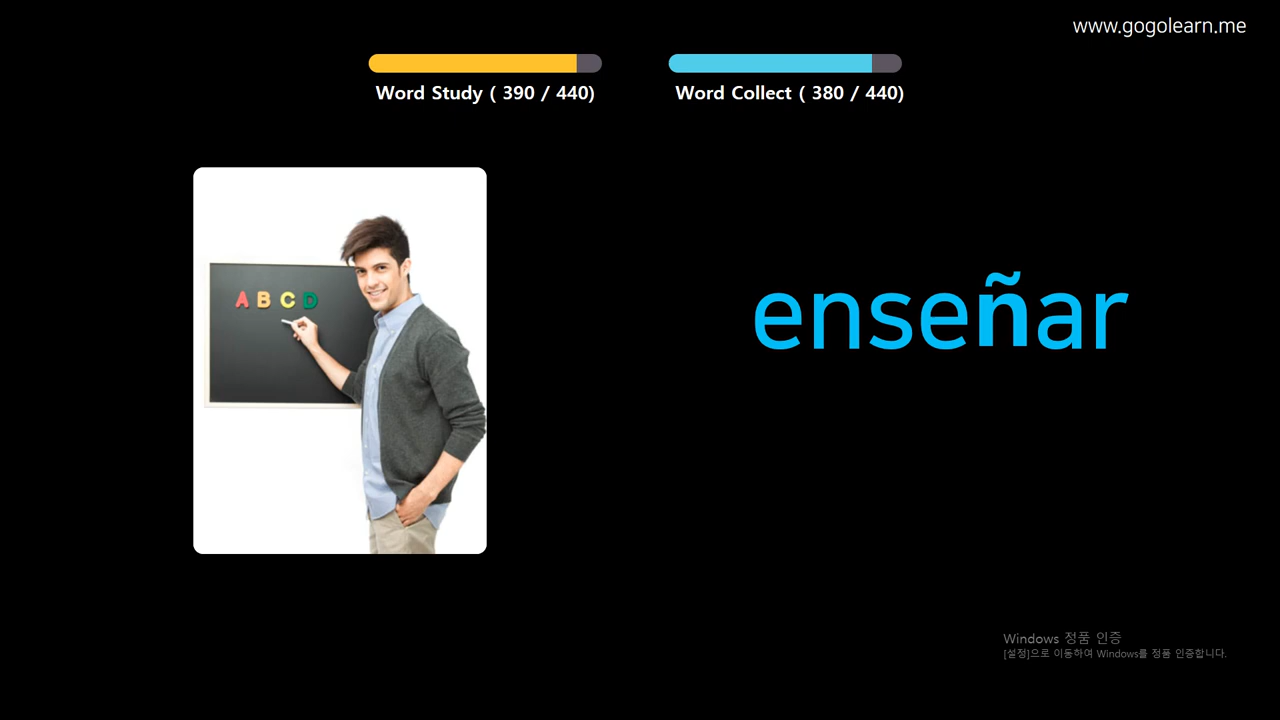 www.gogolearn.me
Word Study ( 390 / 440)
Word Collect ( 380 / 440)
A B C D
enseñar
Windows 정품 인증
[설정]으로 이동하여 Windows를 정품 인증합니다.